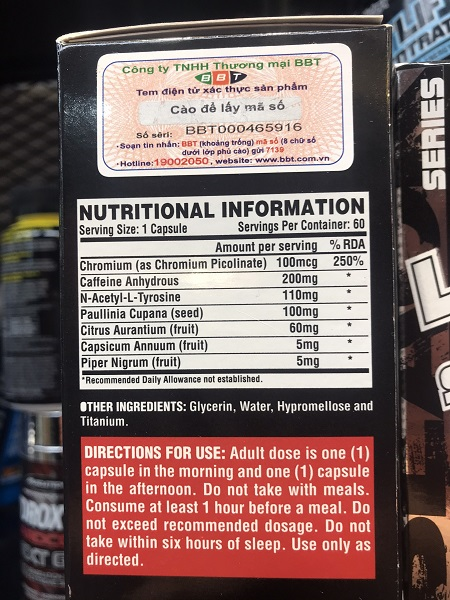 Công ty TNHH Thương mại BBT
BBT
Tem điện tử xác thực sản phẩm
Cào để lấy mã số
Số sêri: BBT000465916
•Soạn tin nhắn: BBT (khoảng trống) mã số (8 chữ số
dưới lớp phủ cào) gửi 7139
•Hotline:19002050, website: www.bbt.com.vn
NUTRITIONAL INFORMATION
Serving Size: 1 Capsule Servings Per Container: 60
Amount per serving % RDA
Chromium (as Chromium Picolinate) 100mcg 250%
Caffeine Anhydrous 200mg *
N-Acetyl-L-Tyrosine 110mg *
Paullinia Cupana (seed) 100mg *
Citrus Aurantium (fruit) 60mg *
Capsicum Annuum (fruit) 5mg *
Piper Nigrum (fruit) 5mg *
*Recommended Daily Allowance not established.
OTHER INGREDIENTS: Glycerin, Water, Hypromellose and
Titanium.
DIRECTIONS FOR USE: Adult dose is one (1)
capsule in the morning and one (1) capsule
in the afternoon. Do not take with meals.
Consume at least 1 hour before a meal. Do
not exceed recommended dosage. Do not
take within six hours of sleep. Use only as
directed.
SERIES